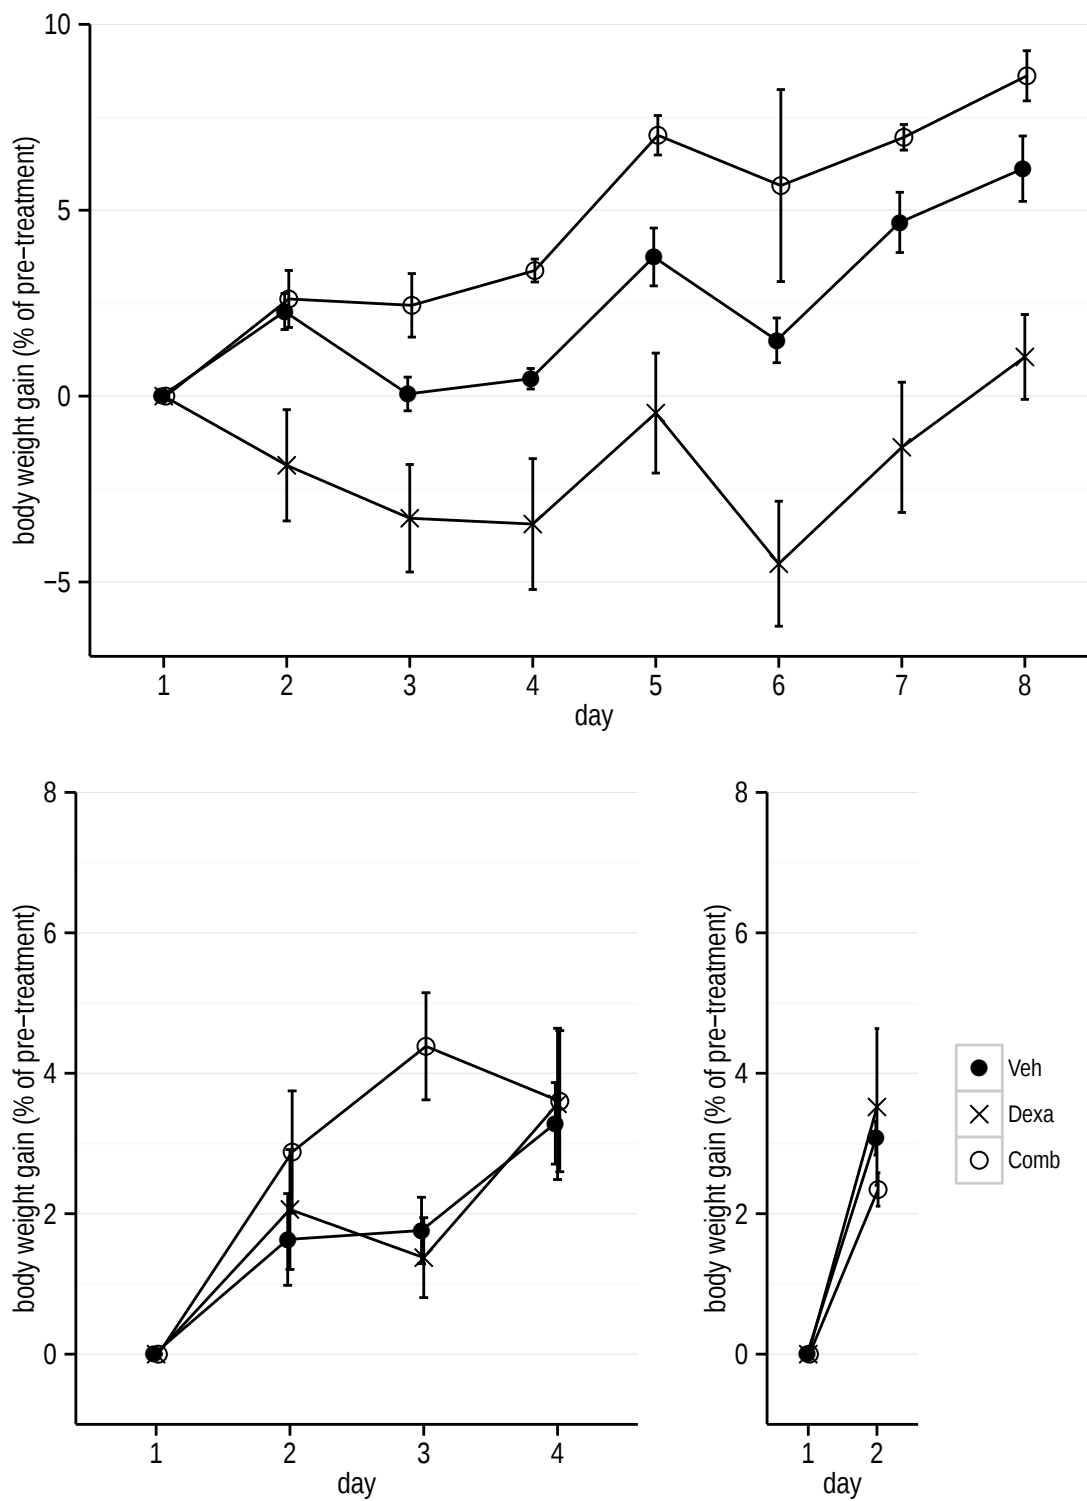 body weight gain (% of pre−treatment)
10
5
0
−5
1 2 3 4 5 6 7 8
day
body weight gain (% of pre−treatment)
8
6
4
2
0
1 2 3 4
day
body weight gain (% of pre−treatment)
8
6
4
2
0
1 2
day
Veh
Dexa
Comb